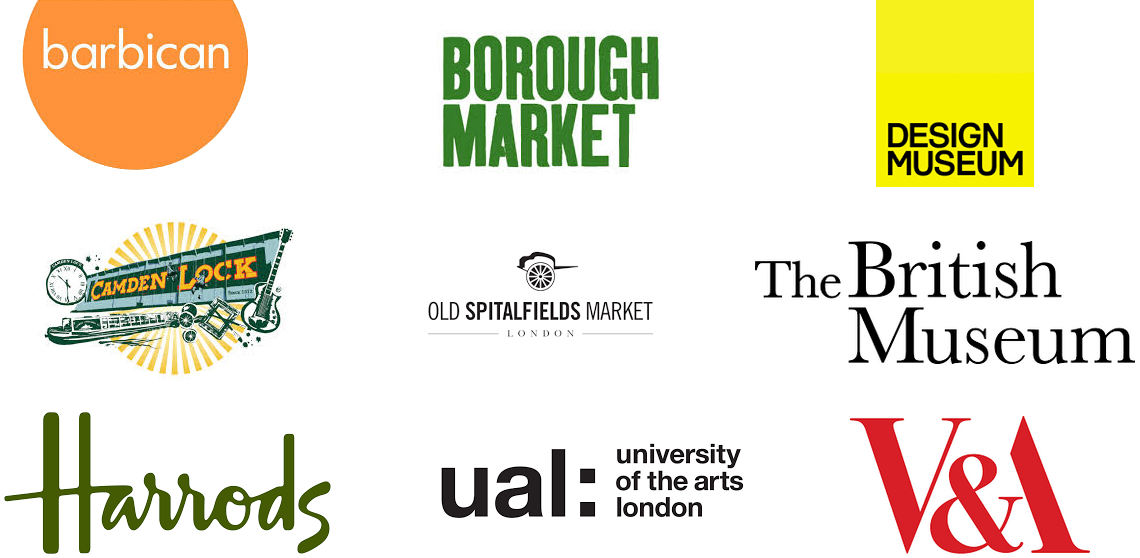 barbican
BOROUGH
MARKET
DESIGN
MUSEUM
CAMDEN LOCK
OLD SPITALFIELDS MARKET
LONDON
The British
Museum
Harrods
ual:
university
of the arts
london
V&A